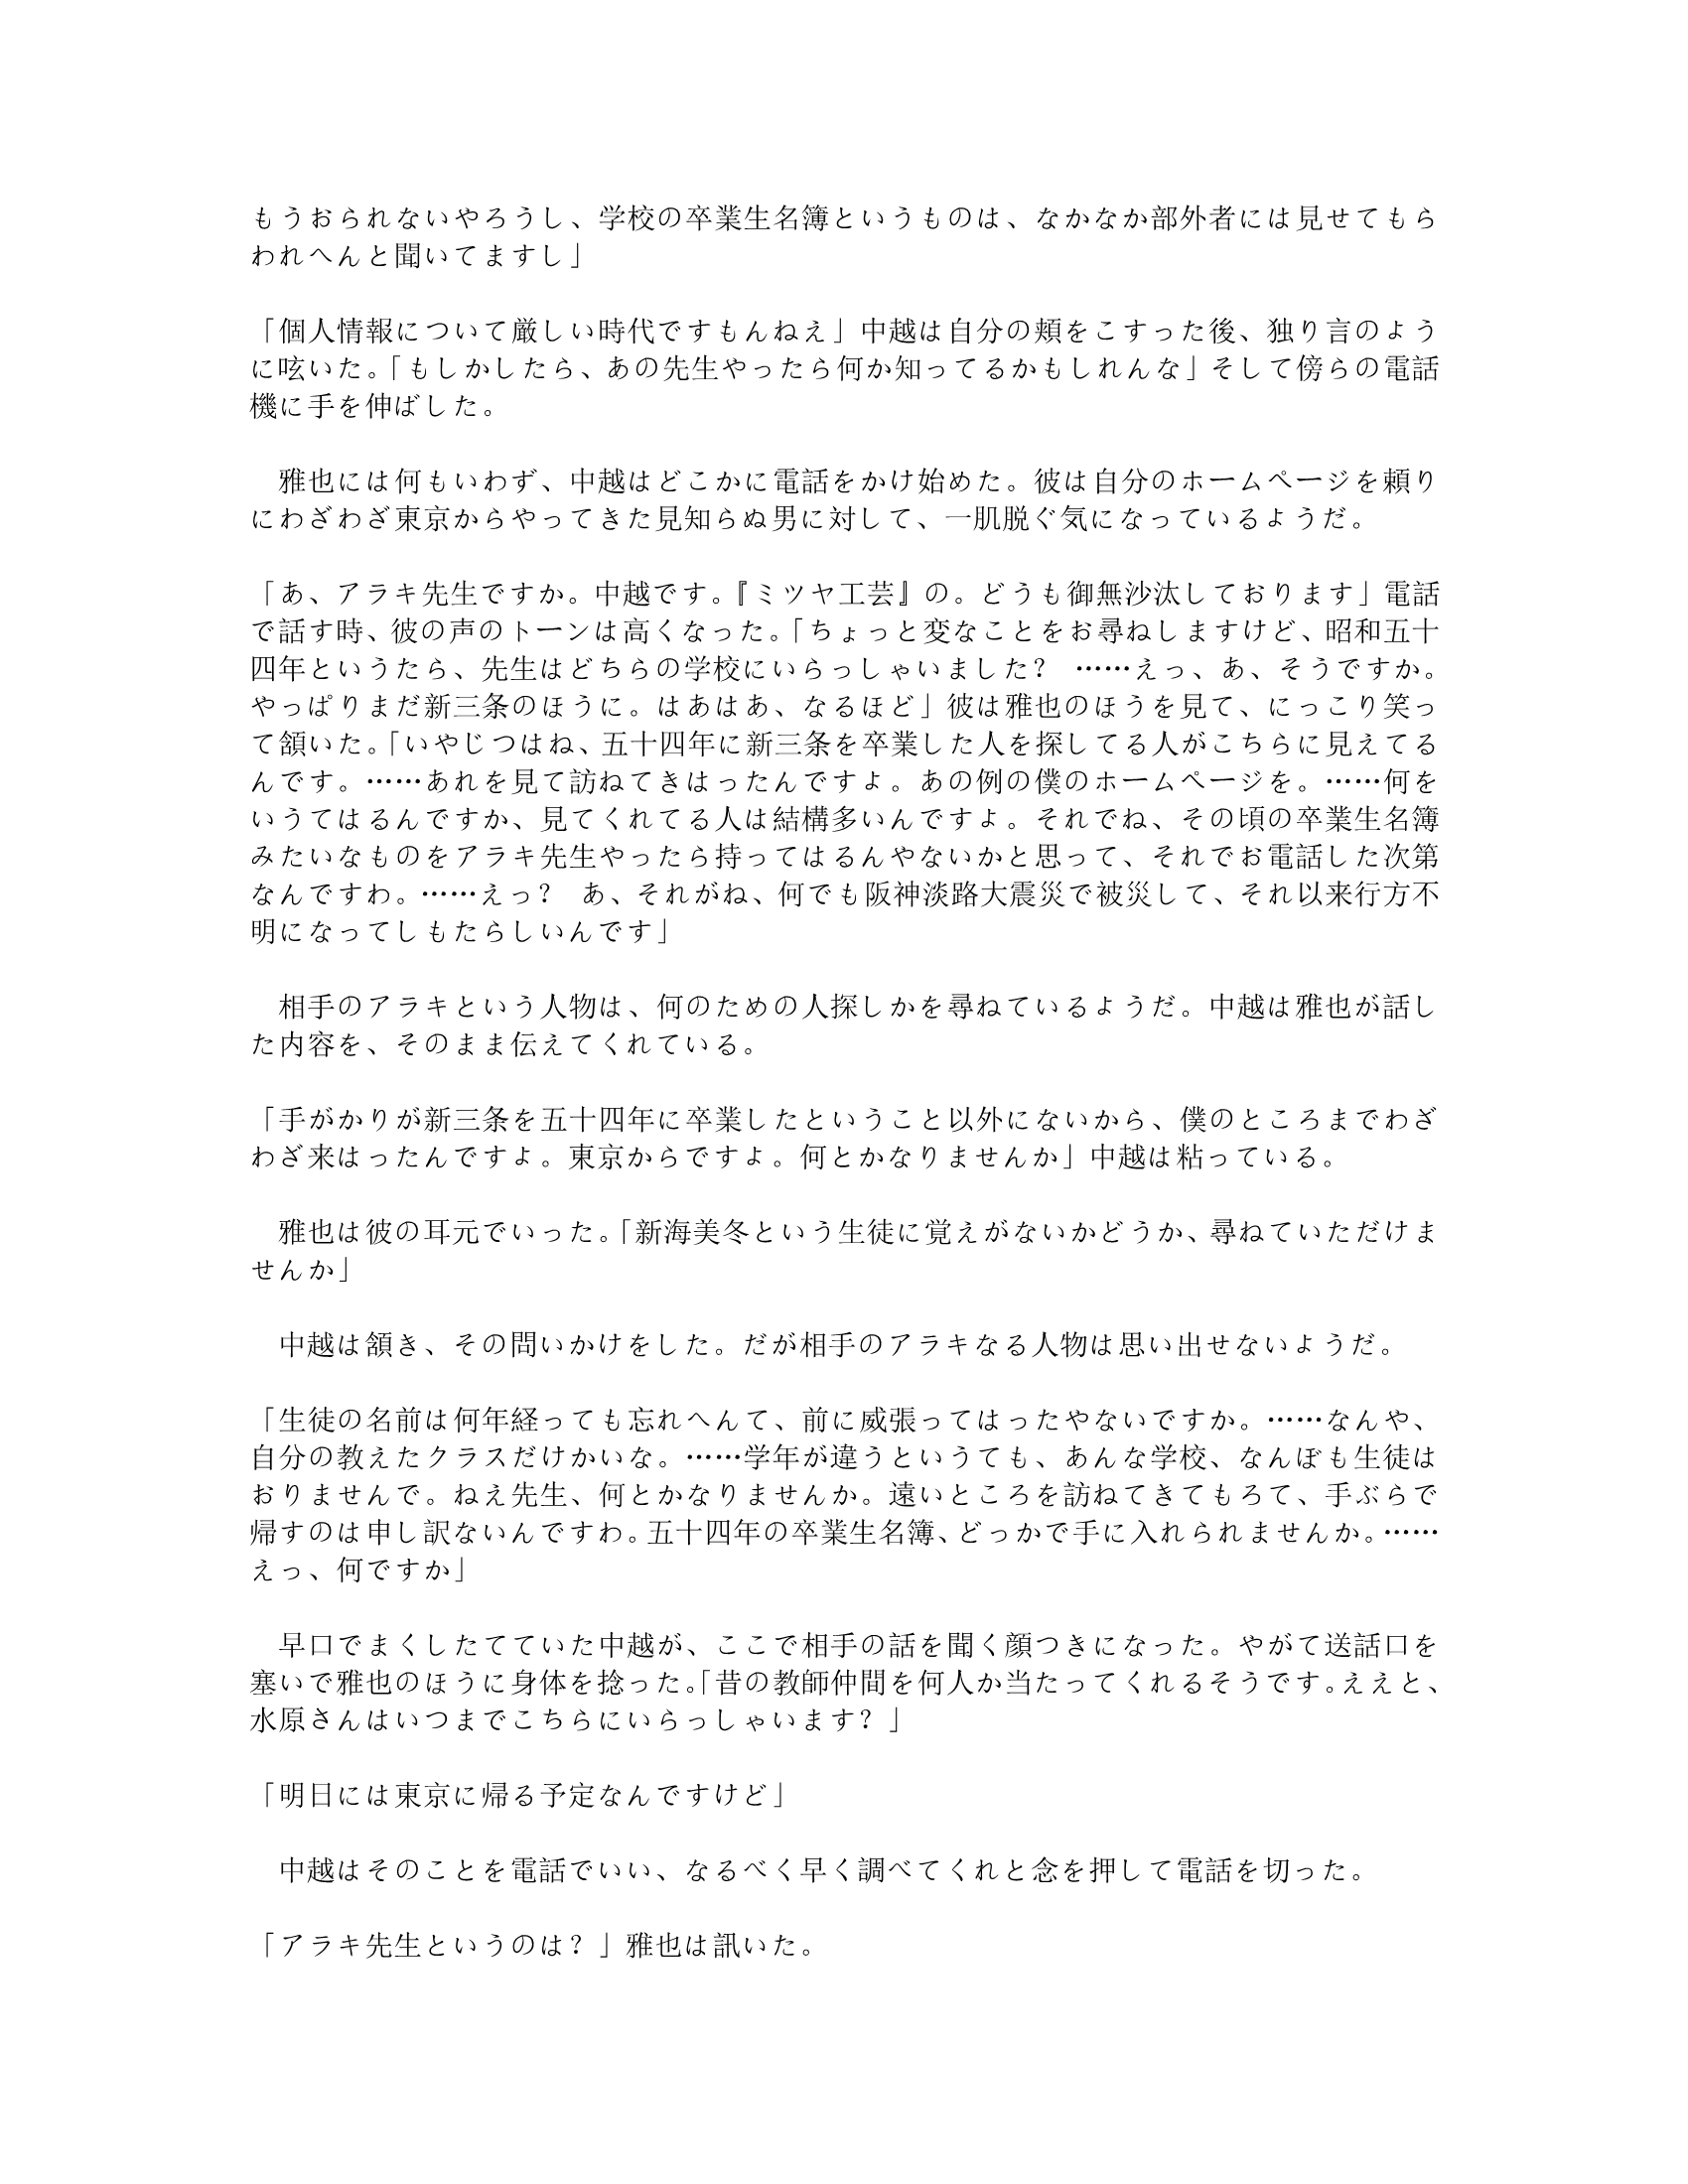 もうおられないやろうし、学校の卒業生名簿というものは、なかなか部外者には見せてもら
われへんと聞いてますし」
「個人情報について厳しい時代ですもんねえ」中越は自分の頬をこすった後、独り言のよう
に呟いた。「もしかしたら、あの先生やったら何か知ってるかもしれんな」そして傍らの電話
機に手を伸ばした。
　雅也には何もいわず、中越はどこかに電話をかけ始めた。彼は自分のホームページを頼り
にわざわざ東京からやってきた見知らぬ男に対して、一肌脱ぐ気になっているようだ。
「あ、アラキ先生ですか。中越です。『ミツヤ工芸』の。どうも御無沙汰しております」電話
で話す時、彼の声のトーンは高くなった。「ちょっと変なことをお尋ねしますけど、昭和五十
四年というたら、先生はどちらの学校にいらっしゃいました？　……えっ、あ、そうですか。
やっぱりまだ新三条のほうに。はあはあ、なるほど」彼は雅也のほうを見て、にっこり笑っ
て頷いた。「いやじつはね、五十四年に新三条を卒業した人を探してる人がこちらに見えてる
んです。……あれを見て訪ねてきはったんですよ。あの例の僕のホームページを。……何を
いうてはるんですか、見てくれてる人は結構多いんですよ。それでね、その頃の卒業生名簿
みたいなものをアラキ先生やったら持ってはるんやないかと思って、それでお電話した次第
なんですわ。……えっ？　あ、それがね、何でも阪神淡路大震災で被災して、それ以来行方不
明になってしもたらしいんです」
　相手のアラキという人物は、何のための人探しかを尋ねているようだ。中越は雅也が話し
た内容を、そのまま伝えてくれている。
「手がかりが新三条を五十四年に卒業したということ以外にないから、僕のところまでわざ
わざ来はったんですよ。東京からですよ。何とかなりませんか」中越は粘っている。
　雅也は彼の耳元でいった。「新海美冬という生徒に覚えがないかどうか、尋ねていただけま
せんか」
　中越は頷き、その問いかけをした。だが相手のアラキなる人物は思い出せないようだ。
「生徒の名前は何年経っても忘れへんて、前に威張ってはったやないですか。……なんや、
自分の教えたクラスだけかいな。……学年が違うというても、あんな学校、なんぼも生徒は
おりませんで。ねえ先生、何とかなりませんか。遠いところを訪ねてきてもろて、手ぶらで
帰すのは申し訳ないんですわ。五十四年の卒業生名簿、どっかで手に入れられませんか。……
えっ、何ですか」
　早口でまくしたてていた中越が、ここで相手の話を聞く顔つきになった。やがて送話口を
塞いで雅也のほうに身体を捻った。「昔の教師仲間を何人か当たってくれるそうです。ええと、
水原さんはいつまでこちらにいらっしゃいます？」
「明日には東京に帰る予定なんですけど」
　中越はそのことを電話でいい、なるべく早く調べてくれと念を押して電話を切った。
「アラキ先生というのは？」雅也は訊いた。